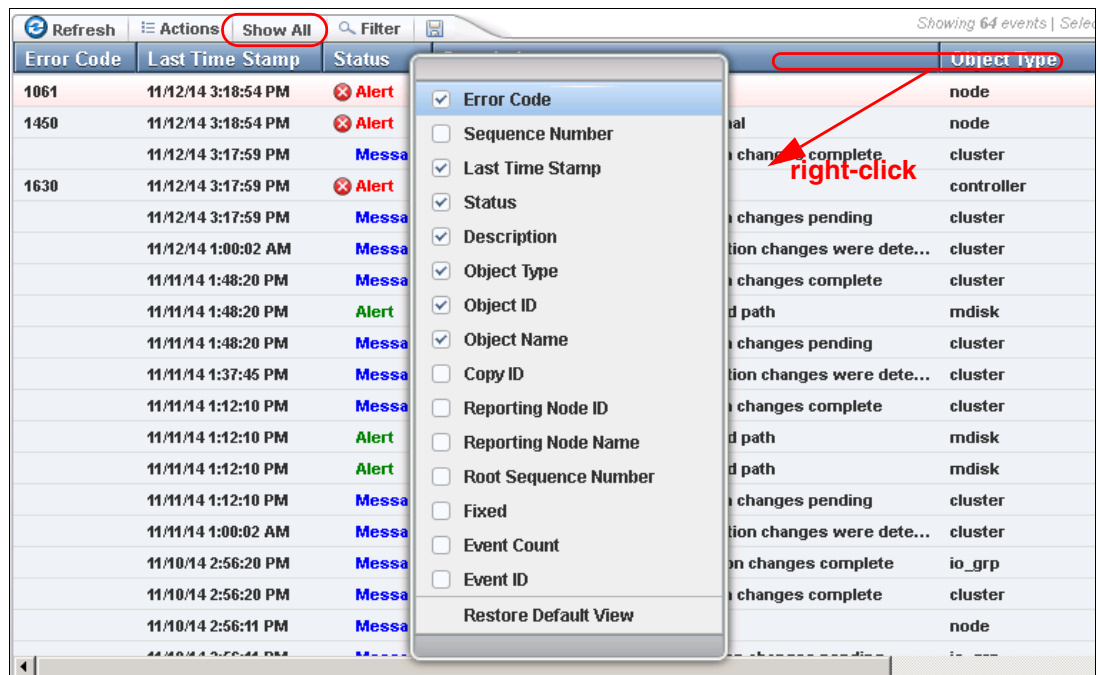 Refresh Actions Show All Filter Showing 64 events | Selec
Error Code Last Time Stamp Status Object Type
1061 11/12/14 3:18:54 PM Alert node
1450 11/12/14 3:18:54 PM Alert nal node
11/12/14 3:17:59 PM Messa changes complete cluster
right-click
1630 11/12/14 3:17:59 PM Alert controller
11/12/14 3:17:59 PM Messa changes pending cluster
11/12/14 1:00:02 AM Messa tion changes were dete... cluster
11/11/14 1:48:20 PM Messa changes complete cluster
11/11/14 1:48:20 PM Alert d path mdisk
11/11/14 1:48:20 PM Messa changes pending cluster
11/11/14 1:37:45 PM Messa tion changes were dete... cluster
11/11/14 1:12:10 PM Messa changes complete cluster
11/11/14 1:12:10 PM Alert d path mdisk
11/11/14 1:12:10 PM Alert d path mdisk
11/11/14 1:12:10 PM Messa changes pending cluster
11/11/14 1:00:02 AM Messa tion changes were dete... cluster
11/10/14 2:56:20 PM Messa on changes complete io_grp
11/10/14 2:56:20 PM Messa changes complete cluster
11/10/14 2:56:11 PM Messa node
Error Code
Sequence Number
Last Time Stamp
Status
Description
Object Type
Object ID
Object Name
Copy ID
Reporting Node ID
Reporting Node Name
Root Sequence Number
Fixed
Event Count
Event ID
Restore Default View